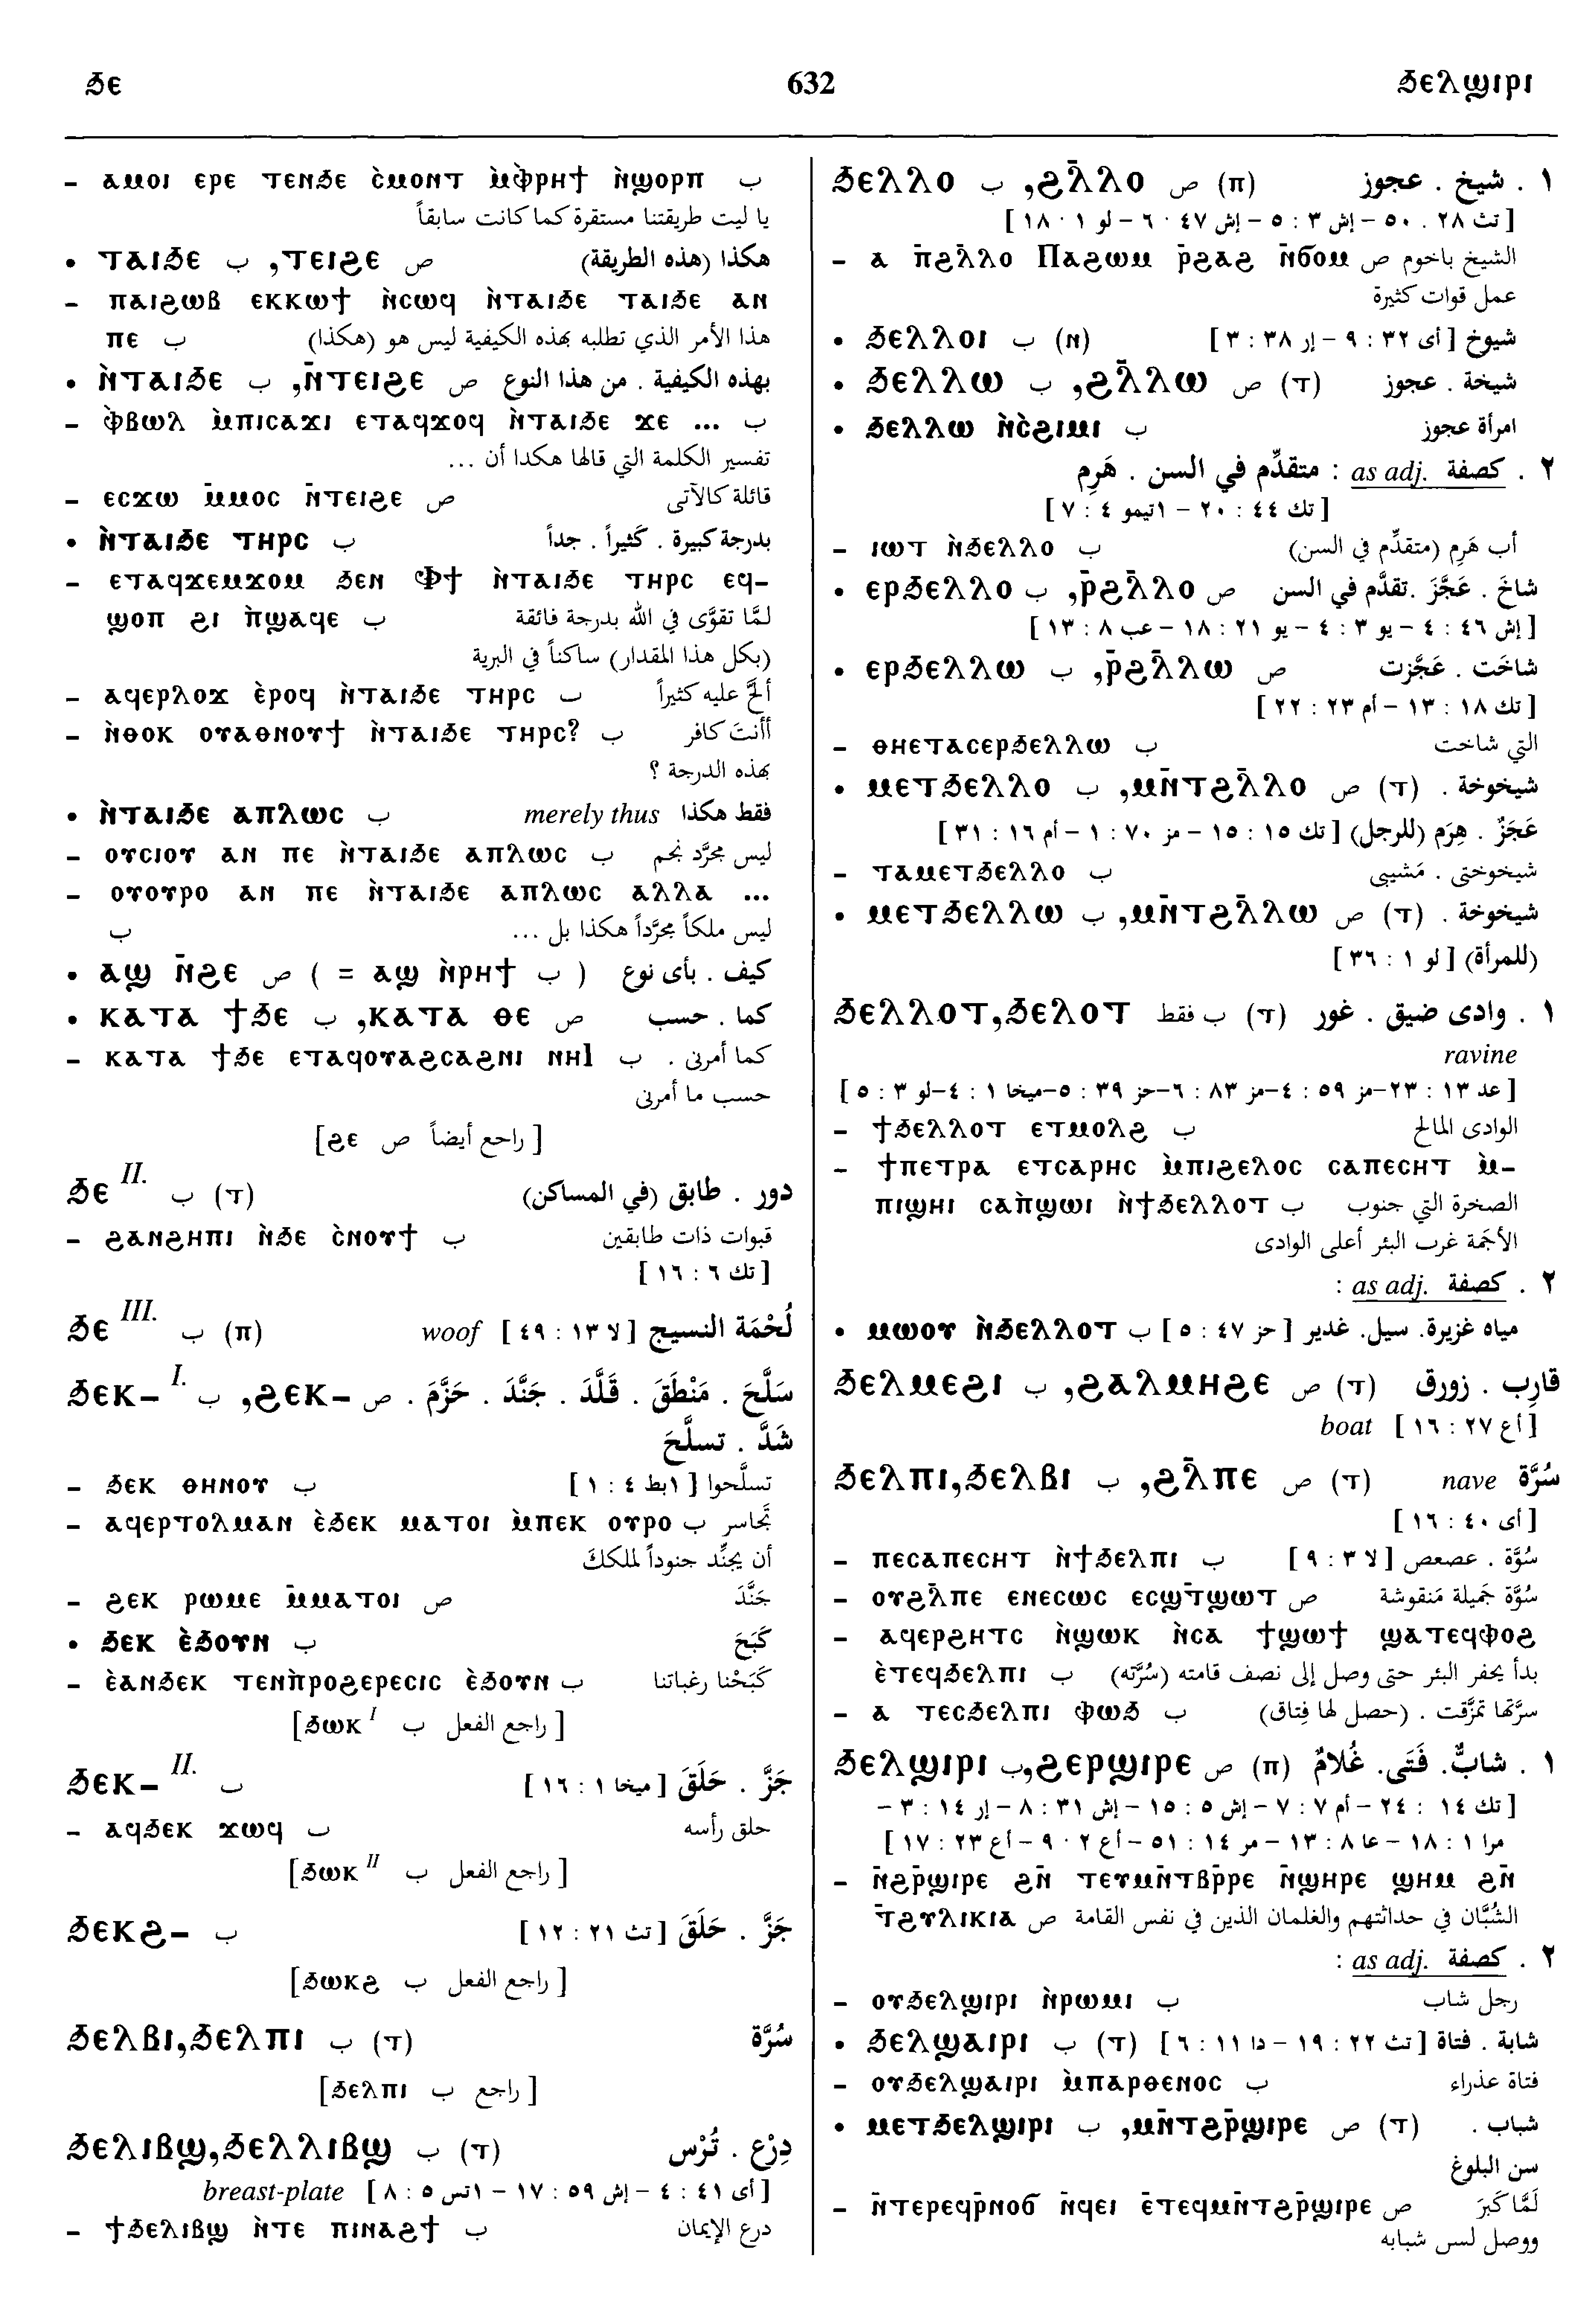 ϧⲉ 632 ϧⲉⲗϣⲓⲣⲓ
– ⲁⲙⲟⲓ ⲉⲣⲉ ⲧⲉⲛϧⲉ ⲥ̀ⲙⲟⲛⲧ ⲙ̀ⲫ̀ⲣⲏϯ ⲛ̀ϣⲟⲣⲡ ب
يا ليت طريقتنا مستقرة كما كانت سابقاً
• ⲧⲁⲓϧⲉ ب ,ⲧⲉⲓϩⲉ ص هكذا (هذه الطريقة)
– ⲡⲁⲓϩⲱⲃ ⲉⲕⲕⲱϯ ⲛ̀ⲥⲱϥ ⲛ̀ⲧⲁⲓϧⲉ ⲧⲁⲓϧⲉ ⲁⲛ
ⲡⲉ ب هذا الأمر الذي تطلبه بهذه الكيفية ليس هو (هكذا)
• ⲛ̀ⲧⲁⲓϧⲉ ب ,ⲛ̄ⲧⲉⲓϩⲉ ص بهذه الكيفية . من هذا النوع
– ⲫ̀ⲃⲱⲗ ⲙ̀ⲡⲓⲥⲁϫⲓ ⲉⲧⲁϥϫⲟϥ ⲛ̀ⲧⲁⲓϧⲉ ϫⲉ ... ب
تفسير الكلمة التي قالها هكدا أن ...
– ⲉⲥϫⲱ ⲙ̄ⲙⲟⲥ ⲛ̄ⲧⲉⲓϩⲉ ص قائلة كالآتى
• ⲛ̀ⲧⲁⲓϧⲉ ⲧⲏⲣⲥ ب بدرجة كبيرة . كثيراً . جداً
– ⲉⲧⲁϥϫⲉⲙϫⲟⲙ ϧⲉⲛ Ⲫϯ ⲛ̀ⲧⲁⲓϧⲉ ⲧⲏⲣⲥ ⲉϥ–
ϣⲟⲡ ϩⲓ ⲡ̀ϣⲁϥⲉ ب لمَّا تقوَّى في الله بدرجة فائقة
(بكل هذا المقدار) ساكناً في البرية
– ⲁϥⲉⲣⲗⲟϫ ⲉ̀ⲣⲟϥ ⲛ̀ⲧⲁⲓϧⲉ ⲧⲏⲣⲥ ب ألحَّ عليه كثيراً
– ⲛ̀ⲑⲟⲕ ⲟⲩⲁⲑⲛⲟⲩϯ ⲛ̀ⲧⲁⲓϧⲉ ⲧⲏⲣⲥ? ب أأنتَ كافر
بهذه الدرجة ؟
• ⲛ̀ⲧⲁⲓϧⲉ ⲁⲡⲗⲱⲥ ب merely thus فقط هكذا
– ⲟⲩⲥⲓⲟⲩ ⲁⲛ ⲡⲉ ⲛ̀ⲧⲁⲓϧⲉ ⲁⲡⲗⲱⲥ ب ليس مجرَّد نجم
– ⲟⲩⲟⲩⲣⲟ ⲁⲛ ⲡⲉ ⲛ̀ⲧⲁⲓϧⲉ ⲁⲡⲗⲱⲥ ⲁⲗⲗⲁ ...
ب ليس ملكاً مجرَّداً هكذا بل ...
• ⲁϣ ⲛ̄ϩⲉ ص ( = ⲁϣ ⲛ̀ⲣⲏϯ ب ) كيف . بأى نوع
• ⲕⲁⲧⲁ ϯϧⲉ ب ,ⲕⲁⲧⲁ ⲑⲉ ص كما . حسب
– ⲕⲁⲧⲁ ϯϧⲉ ⲉⲧⲁϥⲟⲩⲁϩⲥⲁϩⲛⲓ ⲛⲏⲓ ب كما أمرنى .
حسب ما أمرنى
[راجع أيضاً ص ϩⲉ]
ϧⲉ II. ب (ⲧ) دور . طابق (في المساكن)
– ϩⲁⲛϩⲏⲡⲓ ⲛ̀ϧⲉ ⲥ̀ⲛⲟⲩϯ ب قبوات ذات طابقين
[تك ٦ : ١٦]
ϧⲉ III. ب (ⲡ) woof [لا ١٣ : ٤٩] لُحْمَة النسيج
ϧⲉⲕ– I. ب ,ϩⲉⲕ– ص سَلَّحَ . مَنْطَقَ . قَلَّدَ . جَنَّدَ . حَزَّمَ .
شَدَّ . تسلَّحَ
– ϧⲉⲕ ⲑⲏⲛⲟⲩ ب تسلَّحوا [١بط ٤ : ١]
– ⲁϥⲉⲣⲧⲟⲗⲙⲁⲛ ⲉ̀ϧⲉⲕ ⲙⲁⲧⲟⲓ ⲙ̀ⲡⲉⲕ ⲟⲩⲣⲟ ب تجاسر
أن يجنِّد جنوداً لملكك
– ϩⲉⲕ ⲣⲱⲙⲉ ⲙ̄ⲙⲁⲧⲟⲓ ص جَنَّدَ
• ϧⲉⲕ ⲉ̀ϧⲟⲩⲛ ب كَبَحَ
– ⲉ̀ⲁⲛϧⲉⲕ ⲧⲉⲛⲡ̀ⲣⲟϩⲉⲣⲉⲥⲓⲥ ⲉ̀ϧⲟⲩⲛ ب كَبَحْنا رغباتنا
[راجع الفعل ب ϧⲱⲕ I]
ϧⲉⲕ– II. ب جَزَّ . حَلَقَ [ميخا ١ : ١٦]
– ⲁϥϧⲉⲕ ϫⲱϥ ب حلق رأسه
[راجع الفعل ب ϧⲱⲕ II]
ϧⲉⲕϩ– ب جَزَّ . حَلَقَ [تث ٢١ : ١٢]
[راجع الفعل ب ϧⲱⲕϩ]
ϧⲉⲗⲃⲓ,ϧⲉⲗⲡⲓ ب (ⲧ) سُرَّة
[راجع ب ϧⲉⲗⲡⲓ]
ϧⲉⲗⲓⲃϣ,ϧⲉⲗⲗⲓⲃϣ ب (ⲧ) دِرْع . تُرْس
breast-plate [أى ٤١ : ٤ – إش ٥٩ : ١٧ – ١تس ٥ : ٨]
– ϯϧⲉⲗⲓⲃϣ ⲛ̀ⲧⲉ ⲡⲓⲛⲁϩϯ ب درع الإيمان
ϧⲉⲗⲗⲟ ب ,ϩⲗ̄ⲗⲟ ص (ⲡ) ١ . شيخ . عجوز
[تث ٢٨ . ٥٠ – إش ٣ : ٥ – إش ٤٧ · ٦ – لو ١ · ١٨]
– ⲁ ⲡ̄ϩⲗ̄ⲗⲟ Ⲡⲁϩⲱⲙ ⲣ̄ϩⲁϩ ⲛ̄ϭⲟⲙ ص الشيخ باخوم
عمل قوات كثيرة
• ϧⲉⲗⲗⲟⲓ ب (ⲛ) شيوخ [أى ٣٢ : ٩ – إر ٣٨ : ٣]
• ϧⲉⲗⲗⲱ ب ,ϩⲗ̄ⲗⲱ ص (ⲧ) شيخة . عجوز
• ϧⲉⲗⲗⲱ ⲛ̀ⲥ̀ϩⲓⲙⲓ ب امرأة عجوز
٢ . كصفة as adj. : متقدِّم في السن . هَرِم
[تك ٤٤ : ٢٠ – ١تيمو ٤ : ٧]
– ⲓⲱⲧ ⲛ̀ϧⲉⲗⲗⲟ ب أب هَرِم (متقدِّم في السن)
• ⲉⲣϧⲉⲗⲗⲟ ب ,ⲣ̄ϩⲗ̄ⲗⲟ ص شاخَ . عَجَّزَ .تقدَّم في السن
[إش ٤٦ : ٤ – يو ٣ : ٤ – يو ٢١ : ١٨ – عب ٨ : ١٣]
• ⲉⲣϧⲉⲗⲗⲱ ب ,ⲣ̄ϩⲗ̄ⲗⲱ ص شاخَت . عَجَّزت
[تك ١٨ : ١٣ – أم ٢٣ : ٢٢]
– ⲑⲏⲉⲧⲁⲥⲉⲣϧⲉⲗⲗⲱ ب التي شاخت
• ⲙⲉⲧϧⲉⲗⲗⲟ ب ,ⲙⲛ̄ⲧϩⲗ̄ⲗⲟ ص (ⲧ) شيخوخة .
عَجَزٌ . هِرَم (للرجل) [تك ١٥ : ١٥ – مز ٧٠ : ١ – أم ١٦ : ٣١]
– ⲧⲁⲙⲉⲧϧⲉⲗⲗⲟ ب شيخوختى . مَشيبى
• ⲙⲉⲧϧⲉⲗⲗⲱ ب ,ⲙⲛ̄ⲧϩⲗ̄ⲗⲱ ص (ⲧ) شيخوخة .
(للمرأة) [لو ١ : ٣٦]
ϧⲉⲗⲗⲟⲧ,ϧⲉⲗⲟⲧ ب فقط (ⲧ) ١ . وادى ضيق . غور
ravine
[عد ١٣ : ٢٣–مز ٥٩ : ٤–مز ٨٣ : ٦–حز ٣٩ : ٥–ميخا ١ : ٤–لو ٣ : ٥]
– ϯϧⲉⲗⲗⲟⲧ ⲉⲧⲙⲟⲗϩ ب الوادى المالح
– ϯⲡⲉⲧⲣⲁ ⲉⲧⲥⲁⲣⲏⲥ ⲙ̀ⲡⲓϩⲉⲗⲟⲥ ⲥⲁⲡⲉⲥⲏⲧ ⲙ̀–
ⲡⲓϣⲏⲓ ⲥⲁⲡ̀ϣⲱⲓ ⲛ̀ϯϧⲉⲗⲗⲟⲧ ب الصخرة التي جنوب
الأَجَمَة غرب البئر أعلى الوادى
٢ . كصفة as adj. :
• ⲙⲱⲟⲩ ⲛ̀ϧⲉⲗⲗⲟⲧ ب مياه غزيرة. سيل. غدير [حز ٤٧ : ٥]
ϧⲉⲗⲙⲉϩⲓ ب ,ϩⲁⲗⲙⲏϩⲉ ص (ⲧ) قارِب . زورق
boat [أع ٢٧ : ١٦]
ϧⲉⲗⲡⲓ,ϧⲉⲗⲃⲓ ب ,ϩⲗ̄ⲡⲉ ص (ⲧ) nave سُرَّة
[أى ٤٠ : ١٦]
– ⲡⲉⲥⲁⲡⲉⲥⲏⲧ ⲛ̀ϯϧⲉⲗⲡⲓ ب سُوَّة . عصعص [لا ٣ : ٩]
– ⲟⲩϩⲗ̄ⲡⲉ ⲉⲛⲉⲥⲱⲥ ⲉⲥϣⲧ̄ϣⲱⲧ ص سُوَّة جَميلة مَنقوشة
– ⲁϥⲉⲣϩⲏⲧⲥ ⲛ̀ϣⲱⲕ ⲛ̀ⲥⲁ ϯϣⲱϯ ϣⲁⲧⲉϥⲫⲟϩ
ⲉ̀ⲧⲉϥϧⲉⲗⲡⲓ ب بدأ يحفر البئر حتى وصل إلى نصف قامته (سُرَّته)
– ⲁ ⲧⲉⲥϧⲉⲗⲡⲓ ⲫⲱϧ ب سرَّتها تمزَّقت . (حصل لها فِتاق)
ϧⲉⲗϣⲓⲣⲓ ب,ϩⲉⲣϣⲓⲣⲉ ص (ⲡ) ١ . شابٌّ. فَتَى. غُلامٌ
[تك ١٤ : ٢٤ – أم ٧ : ٧ – إش ٥ : ١٥ – إش ٣١ : ٨ – إر ١٤ : ٣ –
مرا ١ : ١٨ – عا ٨ : ١٣ – مر ١٤ : ٥١ – أع ٢ · ٩ – أع ٢٣ : ١٧]
– ⲛ̄ϩⲣ̄ϣⲓⲣⲉ ϩⲛ̄ ⲧⲉⲩⲙⲛ̄ⲧⲃⲣ̄ⲣⲉ ⲛ̄ϣⲏⲣⲉ ϣⲏⲙ ϩⲛ̄
ⲧ̄ϩⲩⲗⲓⲕⲓⲁ ص الشبَّان في حداثتهم والغلمان الذين في نفس القامة
٢ . كصفة as adj. :
– ⲟⲩϧⲉⲗϣⲓⲣⲓ ⲛ̀ⲣⲱⲙⲓ ب رجل شاب
• ϧⲉⲗϣⲁⲓⲣⲓ ب (ⲧ) شابة . فتاة [تث ٢٢ : ١٩ – دا ١١ : ٦]
– ⲟⲩϧⲉⲗϣⲁⲓⲣⲓ ⲙ̀ⲡⲁⲣⲑⲉⲛⲟⲥ ب فتاة عذراء
• ⲙⲉⲧϧⲉⲗϣⲓⲣⲓ ب ,ⲙⲛ̄ⲧϩⲣ̄ϣⲓⲣⲉ ص (ⲧ) شباب .
سن البلوغ
– ⲛ̄ⲧⲉⲣⲉϥⲣ̄ⲛⲟϭ ⲛ̄ϥⲉⲓ ⲉ̄ⲧⲉϥⲙⲛ̄ⲧϩⲣ̄ϣⲓⲣⲉ ص لَمَّا كَبَرَ
ووصل لسن شبابه